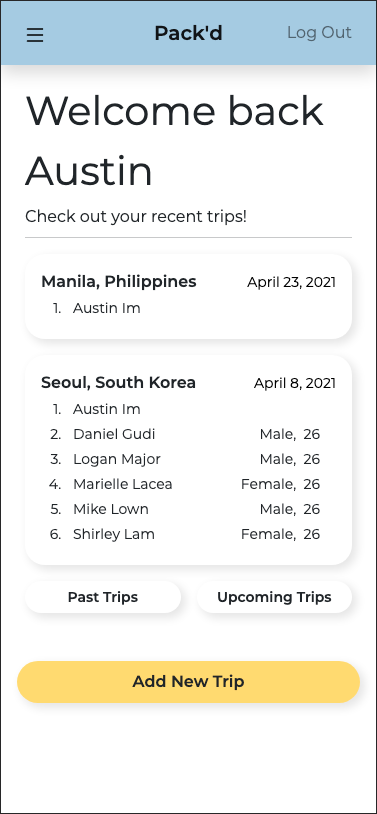 Pack'd Log Out
Welcome back
Austin
Check out your recent trips!
Manila, Philippines April 23, 2021
1. Austin Im
Seoul, South Korea April 8, 2021
1. Austin Im
2. Daniel Gudi Male, 26
3. Logan Major Male, 26
4. Marielle Lacea Female, 26
5. Mike Lown Male, 26
6. Shirley Lam Female, 26
Past Trips Upcoming Trips
Add New Trip